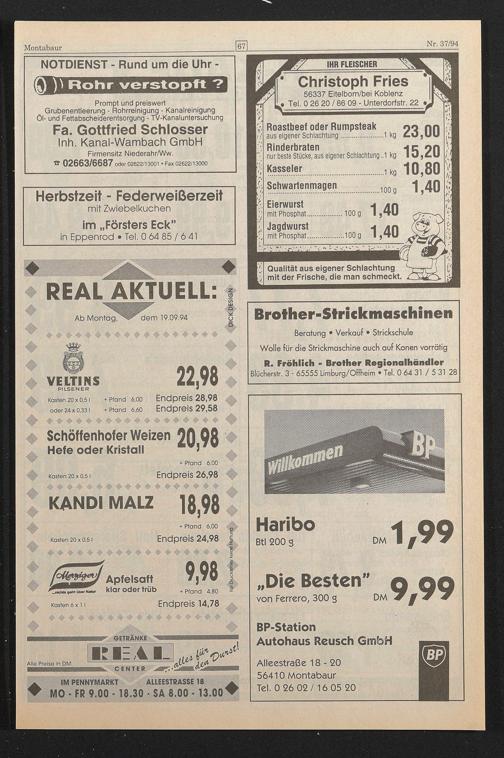 Montabaur
67
Nr. 37/94
NOTDIENST - Rund um die Uhr -
Rohr verstopft ?
Prompt und preiswert
Grubenentleerung - Rohrreinigung - Kanalreinigung
Öl- und Fettabscheiderentsorgung - TV-Kanaluntersuchung
Fa. Gottfried Schlosser
Inh. Kanal-Wambach GmbH
Firmensitz Niederahr/Ww.
☎ 02663/6687 oder 02622/13001 • Fax 02622/13000
Herbstzeit - Federweißerzeit
mit Zwiebelkuchen
im „Försters Eck"
in Eppenrod • Tel. 0 64 85 / 6 41
REAL AKTUELL:
Ab Montag, dem 19.09.94
DICK DESIGN
VELTINS
PILSENER
22,98
Kasten 20 x 0,5 l + Pfand 6,00 Endpreis 28,98
oder 24 x 0,33 l + Pfand 6,60 Endpreis 29,58
Schöffenhofer Weizen 20,98
Hefe oder Kristall
+ Pfand 6,00
Kasten 20 x 0,5 l Endpreis 26,98
KANDI MALZ 18,98
+ Pfand 6,00
Kasten 20 x 0,5 l Endpreis 24,98
Merziger
Apfelsaft 9,98
klar oder trüb
+ Pfand 4,80
Kasten 6 x 1 l Endpreis 14,78
GETRÄNKE
REAL
CENTER
...alles für den Durst!
Alle Preise in DM
IM PENNYMARKT ALLEESTRASSE 18
MO - FR 9.00 - 18.30 - SA 8.00 - 13.00
IHR FLEISCHER
Christoph Fries
56337 Eitelborn/bei Koblenz
Tel. 0 26 20 / 86 09 - Unterdorfstr. 22
Roastbeef oder Rumpsteak
aus eigener Schlachtung 1 kg 23,00
Rinderbraten
nur beste Stücke, aus eigener Schlachtung 1 kg 15,20
Kasseler 1 kg 10,80
Schwartenmagen 100 g 1,40
Eierwurst
mit Phosphat 100 g 1,40
Jagdwurst
mit Phosphat 100 g 1,40
Qualität aus eigener Schlachtung
mit der Frische, die man schmeckt.
Brother-Strickmaschinen
Beratung • Verkauf • Strickschule
Wolle für die Strickmaschine auch auf Konen vorrätig
R. Fröhlich - Brother Regionalhändler
Blücherstr. 3 - 65555 Limburg/Offheim • Tel. 0 64 31 / 5 31 28
Willkommen
BP
Haribo
Btl 200 g DM 1,99
„Die Besten"
von Ferrero, 300 g DM 9,99
BP-Station
Autohaus Reusch GmbH
Alleestraße 18 - 20
56410 Montabaur
Tel. 0 26 02 / 16 05 20
BP